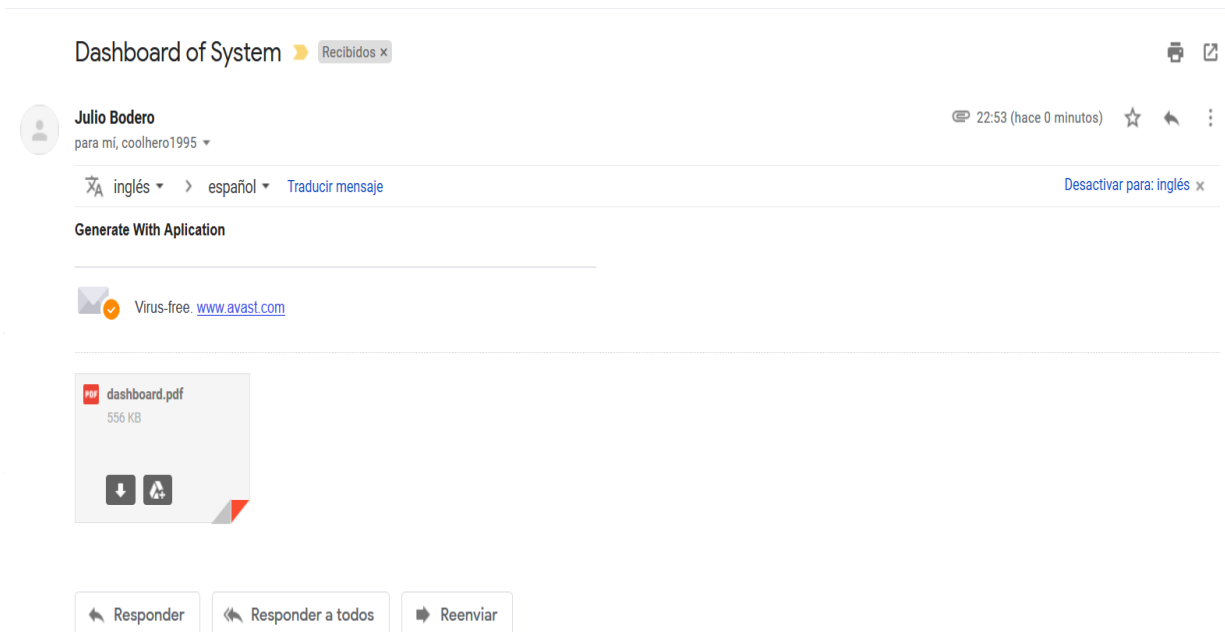 Dashboard of System Recibidos ×
Julio Bodero
22:53 (hace 0 minutos)
para mí, coolhero1995
inglés > español Traducir mensaje
Desactivar para: inglés ×
Generate With Aplication
Virus-free. www.avast.com
PDF dashboard.pdf
556 KB
Responder
Responder a todos
Reenviar